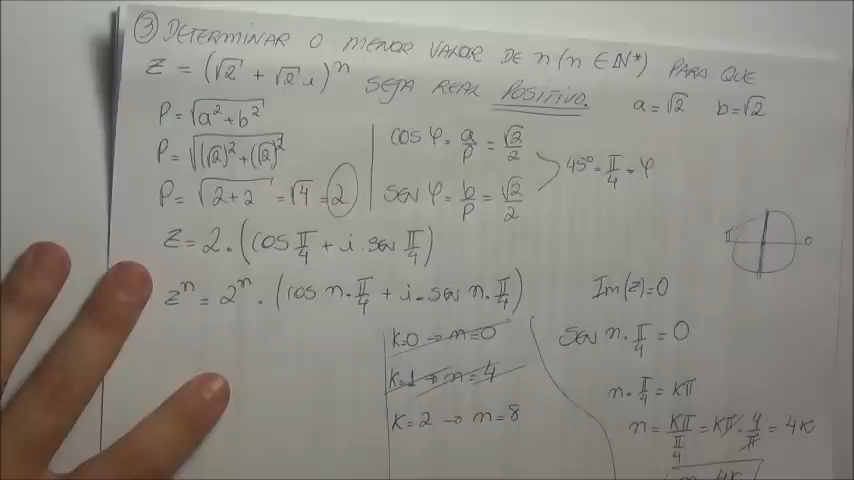 ③ DETERMINAR O MENOR VALOR DE n (n ∈ N*) PARA QUE
Z = (√2 + √2 i)^n SEJA REAL POSITIVO. a = √2 b = √2
P = √(a² + b²)
P = √((√2)² + (√2)²)
P = √(2+2) = √4 = 2
COS φ = a/P = √2/2
SEN φ = b/P = √2/2
45° = π/4 = φ
Z = 2 · (COS π/4 + i · SEN π/4)
Z^n = 2^n · (COS n · π/4 + i · SEN n · π/4)
π 0
K=0 → n=0
K=1 → n=4
K=2 → n=8
Im(z) = 0
SEN n · π/4 = 0
n · π/4 = Kπ
n = Kπ/(π/4) = Kπ · 4/π = 4K
n = 4K